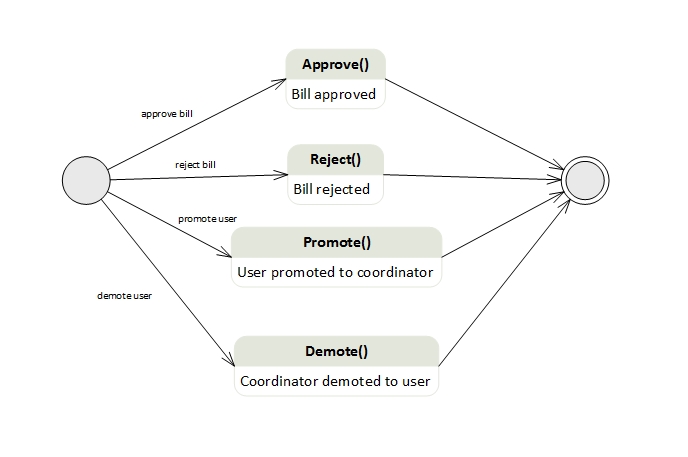 Approve()
Bill approved
approve bill
Reject()
reject bill
Bill rejected
promote user
Promote()
User promoted to coordinator
demote user
Demote()
Coordinator demoted to user